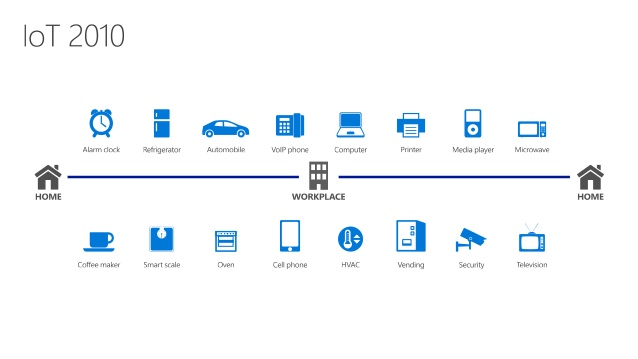 IoT 2010
Alarm clock Refrigerator Automobile VoIP phone Computer Printer Media player Microwave
HOME WORKPLACE HOME
Coffee maker Smart scale Oven Cell phone HVAC Vending Security Television